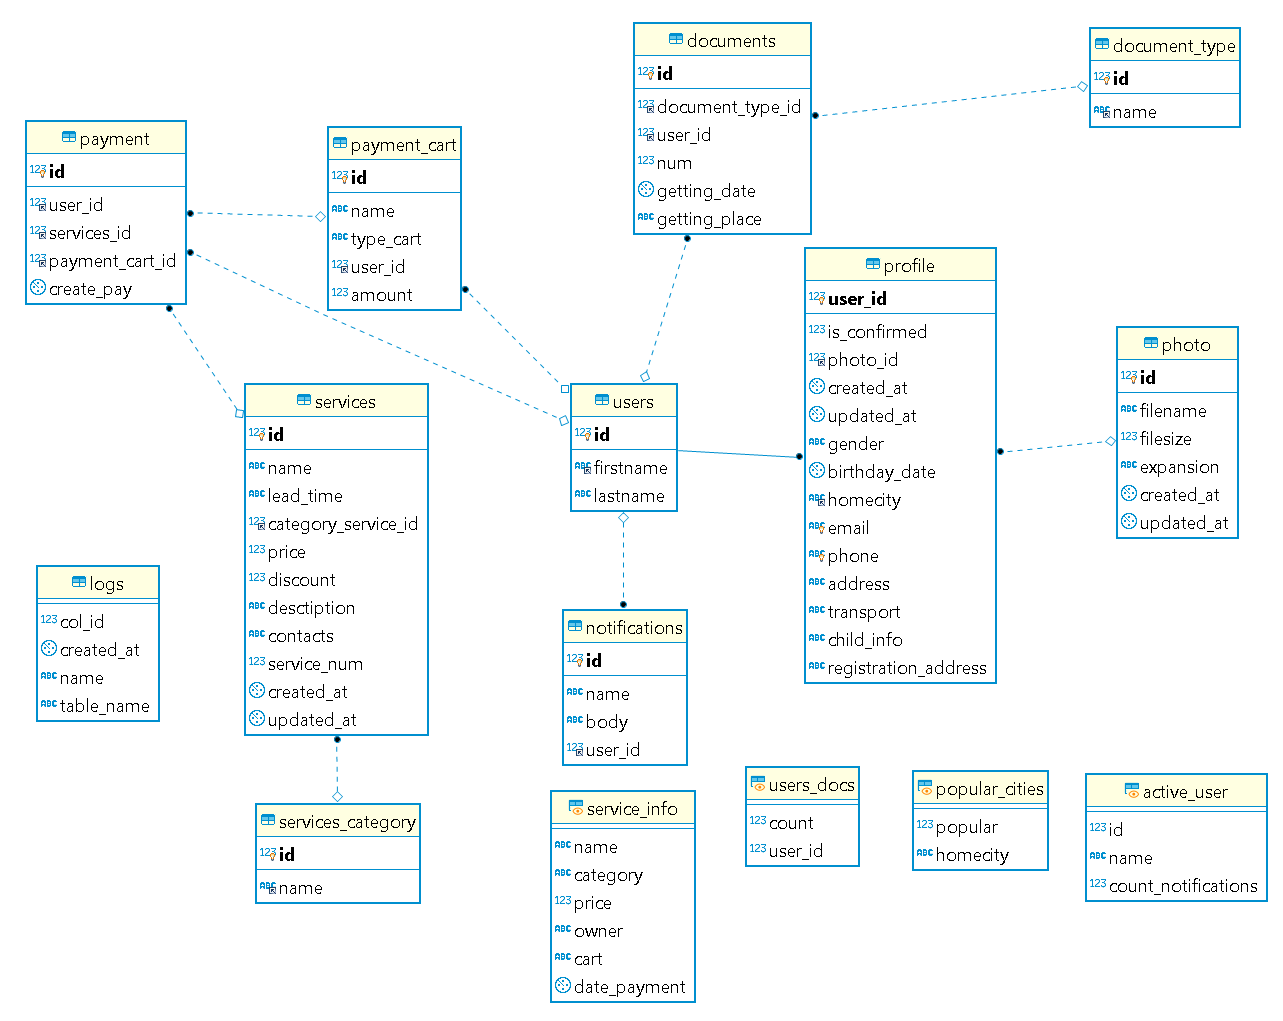 documents
id
document_type_id
user_id
num
getting_date
getting_place
document_type
id
name
payment
id
user_id
services_id
payment_cart_id
create_pay
payment_cart
id
name
type_cart
user_id
amount
profile
user_id
is_confirmed
photo_id
created_at
updated_at
gender
birthday_date
homecity
email
phone
address
transport
child_info
registration_address
photo
id
filename
filesize
expansion
created_at
updated_at
services
id
name
lead_time
category_service_id
price
discount
desctiption
contacts
service_num
created_at
updated_at
users
id
firstname
lastname
logs
col_id
created_at
name
table_name
notifications
id
name
body
user_id
services_category
id
name
service_info
name
category
price
owner
cart
date_payment
users_docs
count
user_id
popular_cities
popular
homecity
active_user
id
name
count_notifications